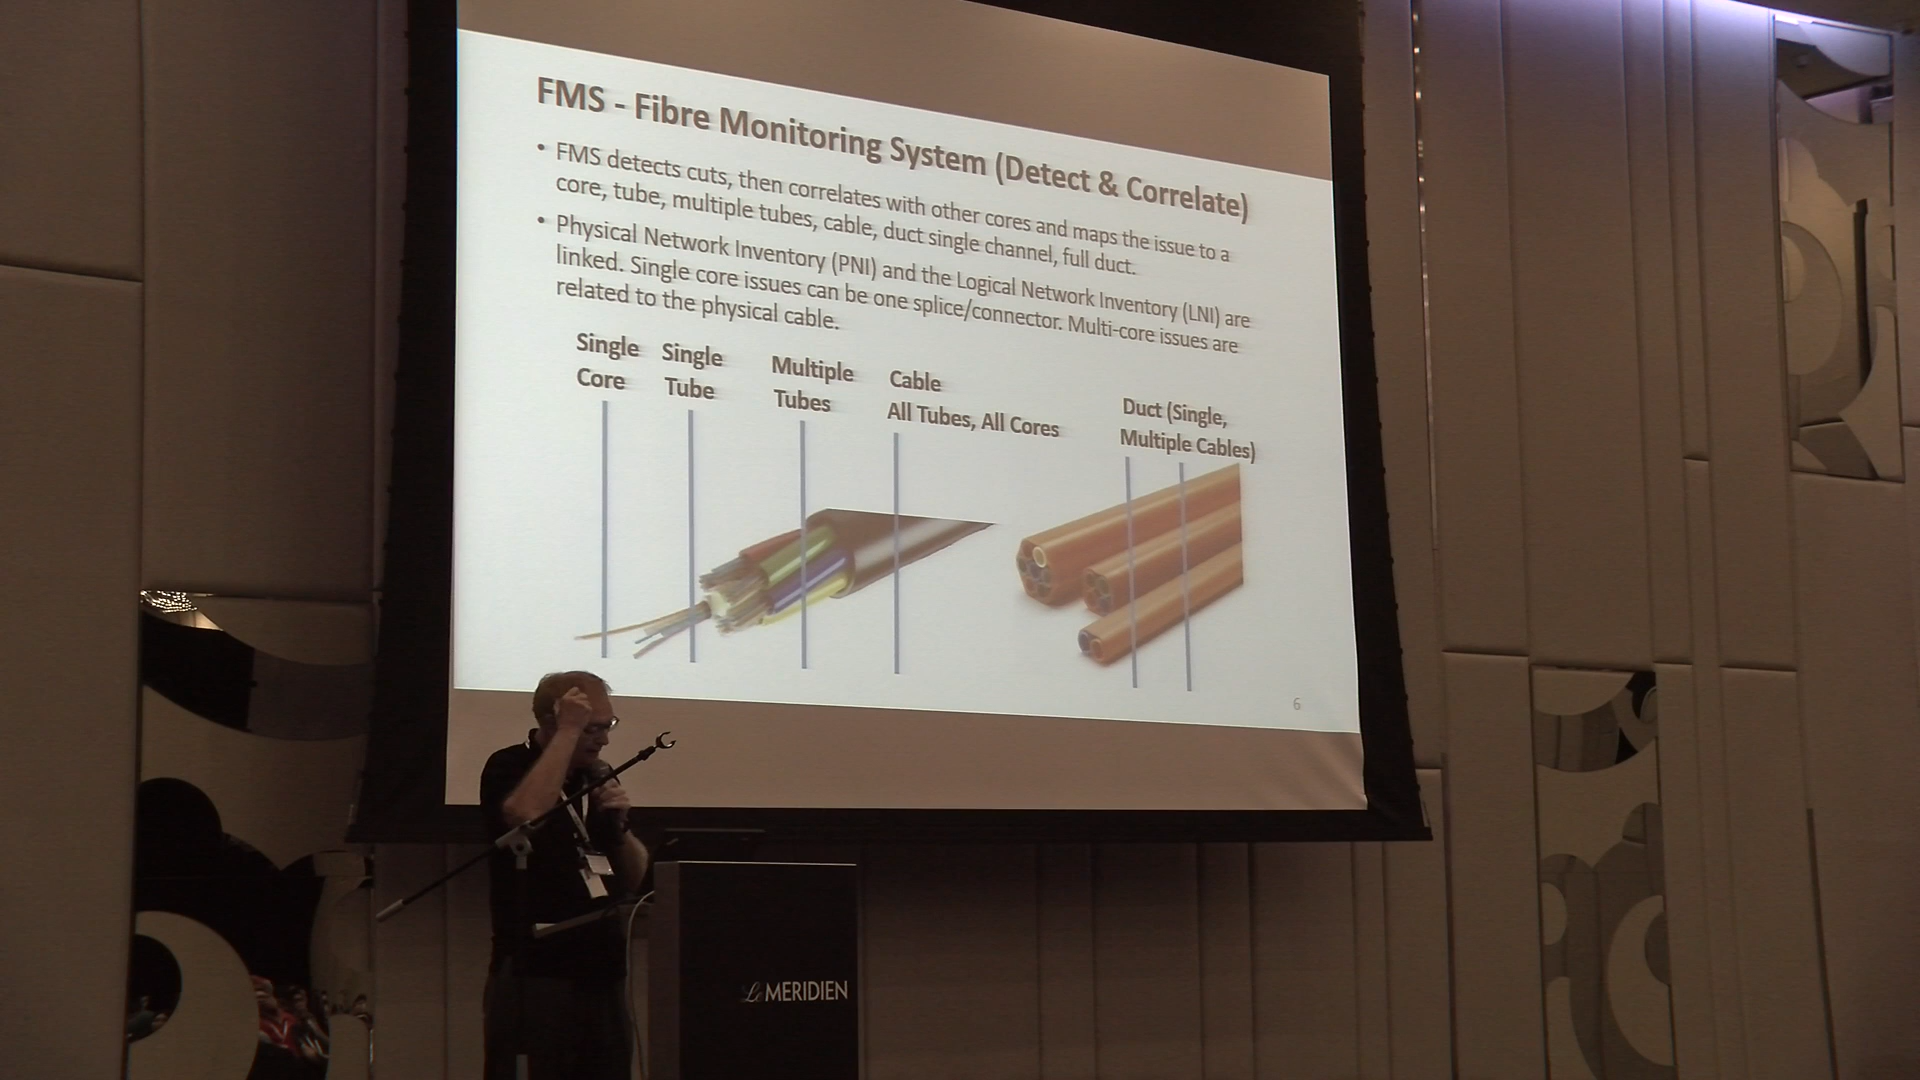 FMS - Fibre Monitoring System (Detect & Correlate)
• FMS detects cuts, then correlates with other cores and maps the issue to a
core, tube, multiple tubes, cable, duct single channel, full duct.
• Physical Network Inventory (PNI) and the Logical Network Inventory (LNI) are
linked. Single core issues can be one splice/connector. Multi-core issues are
related to the physical cable.
Single
Core
Single
Tube
Multiple
Tubes
Cable
All Tubes, All Cores
Duct (Single,
Multiple Cables)
6
Le MERIDIEN